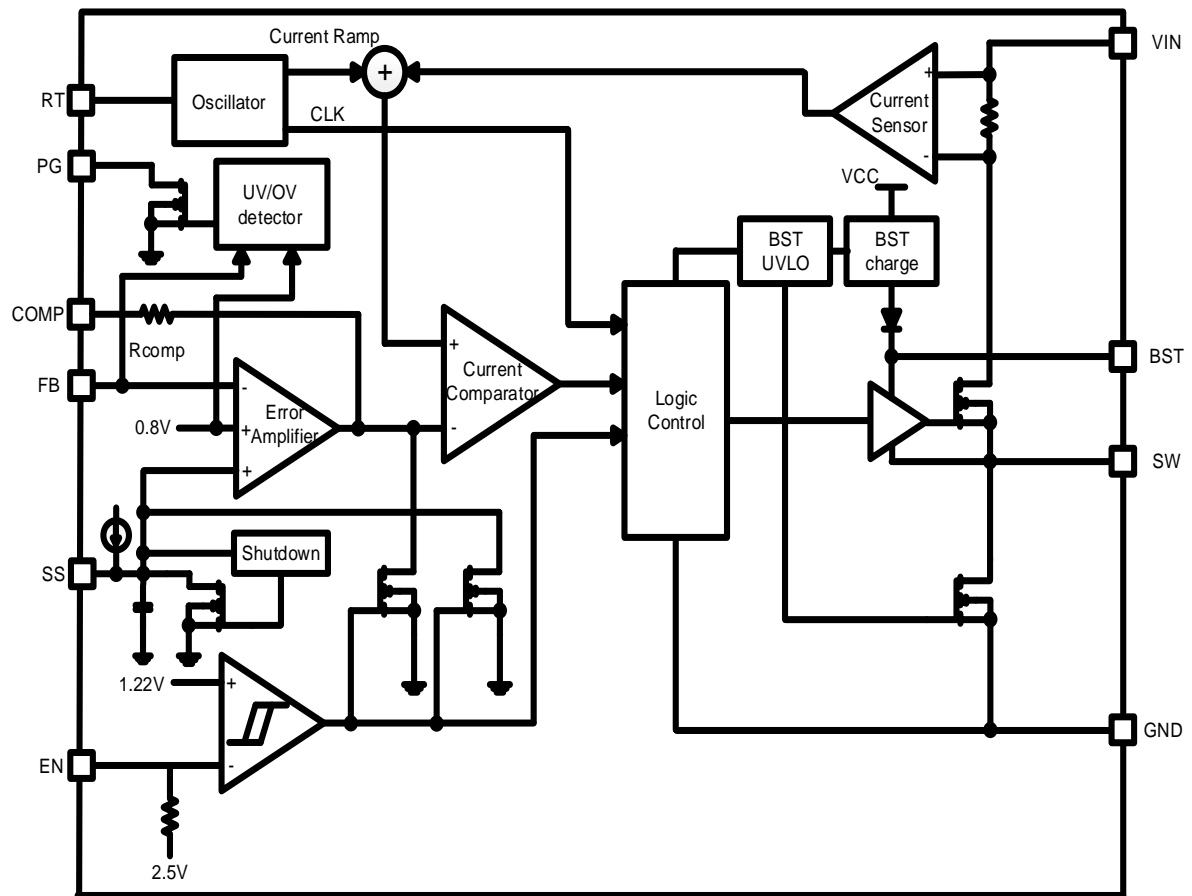 Current Ramp
VIN
+
+
Current
Sensor
-
RT
Oscillator
CLK
PG
UV/OV
detector
VCC
BST
UVLO
BST
charge
COMP
Rcomp
+
Current
Comparator
-
BST
FB
-
Error
Amplifier
0.8V
+
+
Logic
Control
SW
Shutdown
SS
1.22V
+
-
EN
2.5V
GND